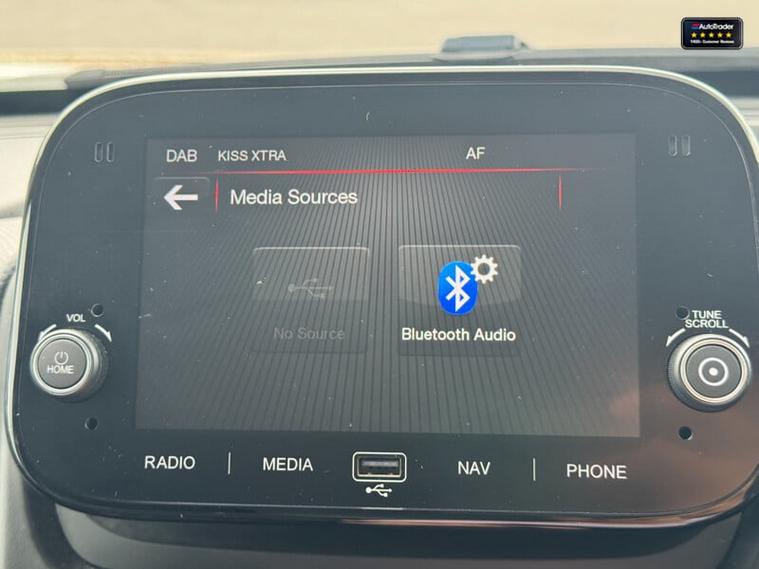 AutoTrader
DAB KISS XTRA AF
Media Sources
No Source
Bluetooth Audio
VOL
HOME
TUNE
SCROLL
RADIO MEDIA NAV PHONE